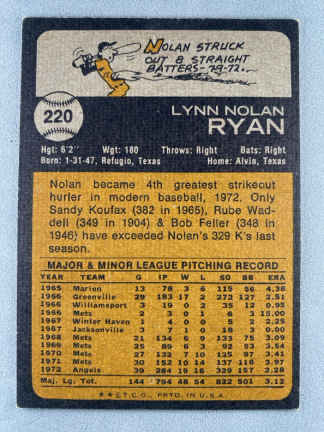 NOLAN STRUCK
OUT 8 STRAIGHT
BATTERS-7-9-72.
220
LYNN NOLAN
RYAN
Hgt: 6'2" Wgt: 180 Throws: Right Bats: Right
Born: 1-31-47, Refugio, Texas Home: Alvin, Texas
Nolan became 4th greatest strikeout
hurler in modern baseball, 1972. Only
Sandy Koufax (382 in 1965), Rube Wad-
dell (349 in 1904) & Bob Feller (348 in
1946) have exceeded Nolan's 329 K's last
season.
MAJOR & MINOR LEAGUE PITCHING RECORD
YEAR TEAM G IP W L SO BB ERA
1965 Marion 13 78 3 6 115 56 4.38
1966 Greenville 29 183 17 2 272 127 2.51
1966 Williamsport 3 19 0 2 35 12 0.95
1966 Mets 2 3 0 1 6 3 15.00
1967 Winter Haven 1 4 0 0 5 2 2.25
1967 Jacksonville 3 7 1 0 18 3 0.00
1968 Mets 21 134 6 9 133 75 3.09
1969 Mets 25 89 6 3 92 53 3.54
1970 Mets 27 132 7 10 125 97 3.41
1971 Mets 30 152 10 14 137 116 3.97
1972 Angels 39 284 19 16 329 157 2.28
Maj. Lg. Tot. 144 794 48 54 822 501 3.12
★★ © T.C.G., PRTD. IN U.S.A.